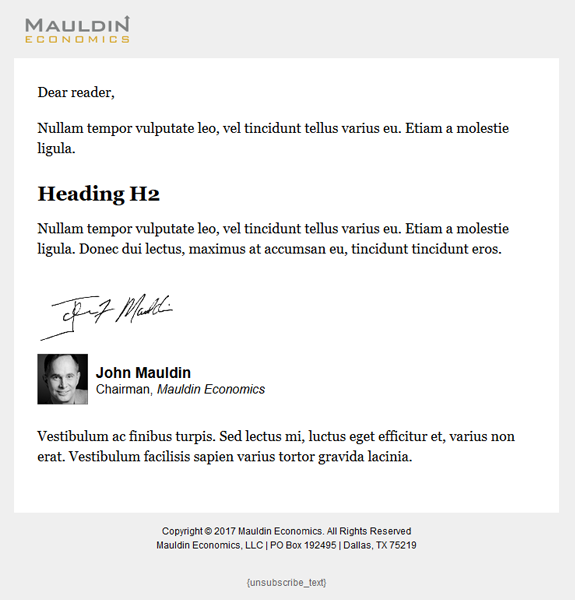 MAULDIN
ECONOMICS
Dear reader,
Nullam tempor vulputate leo, vel tincidunt tellus varius eu. Etiam a molestie
ligula.
Heading H2
Nullam tempor vulputate leo, vel tincidunt tellus varius eu. Etiam a molestie
ligula. Donec dui lectus, maximus at accumsan eu, tincidunt tincidunt eros.
John Mauldin
John Mauldin
Chairman, Mauldin Economics
Vestibulum ac finibus turpis. Sed lectus mi, luctus eget efficitur et, varius non
erat. Vestibulum facilisis sapien varius tortor gravida lacinia.
Copyright © 2017 Mauldin Economics. All Rights Reserved
Mauldin Economics, LLC | PO Box 192495 | Dallas, TX 75219
{unsubscribe_text}